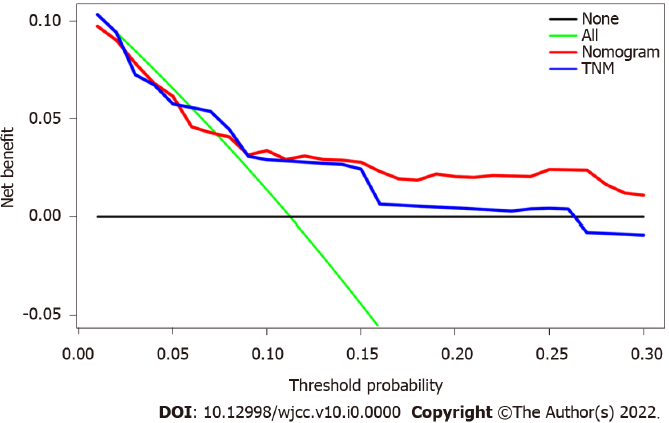 0.10
0.05
0.00
-0.05
Net benefit
None
All
Nomogram
TNM
0.00 0.05 0.10 0.15 0.20 0.25 0.30
Threshold probability
DOI: 10.12998/wjcc.v10.i0.0000 Copyright ©The Author(s) 2022.